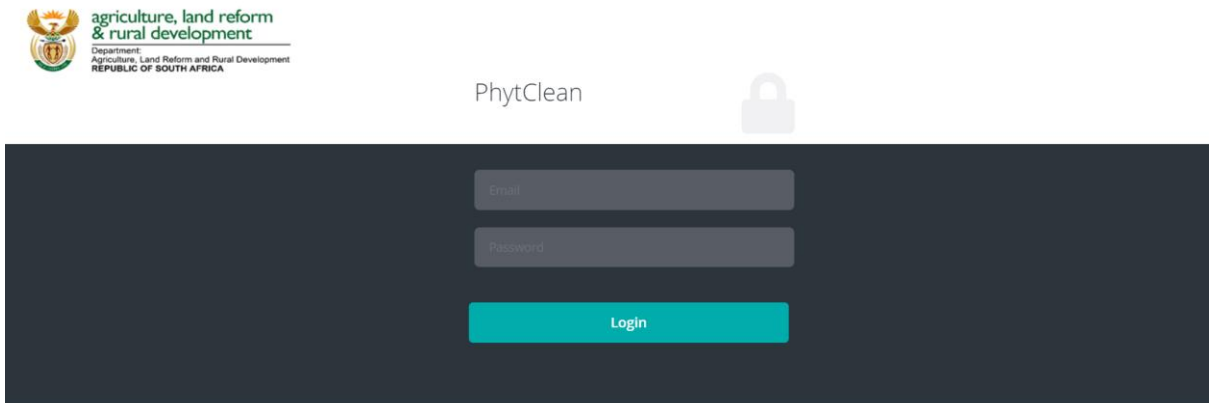 agriculture, land reform
& rural development
Department:
Agriculture, Land Reform and Rural Development
REPUBLIC OF SOUTH AFRICA
PhytClean
Email
Password
Login